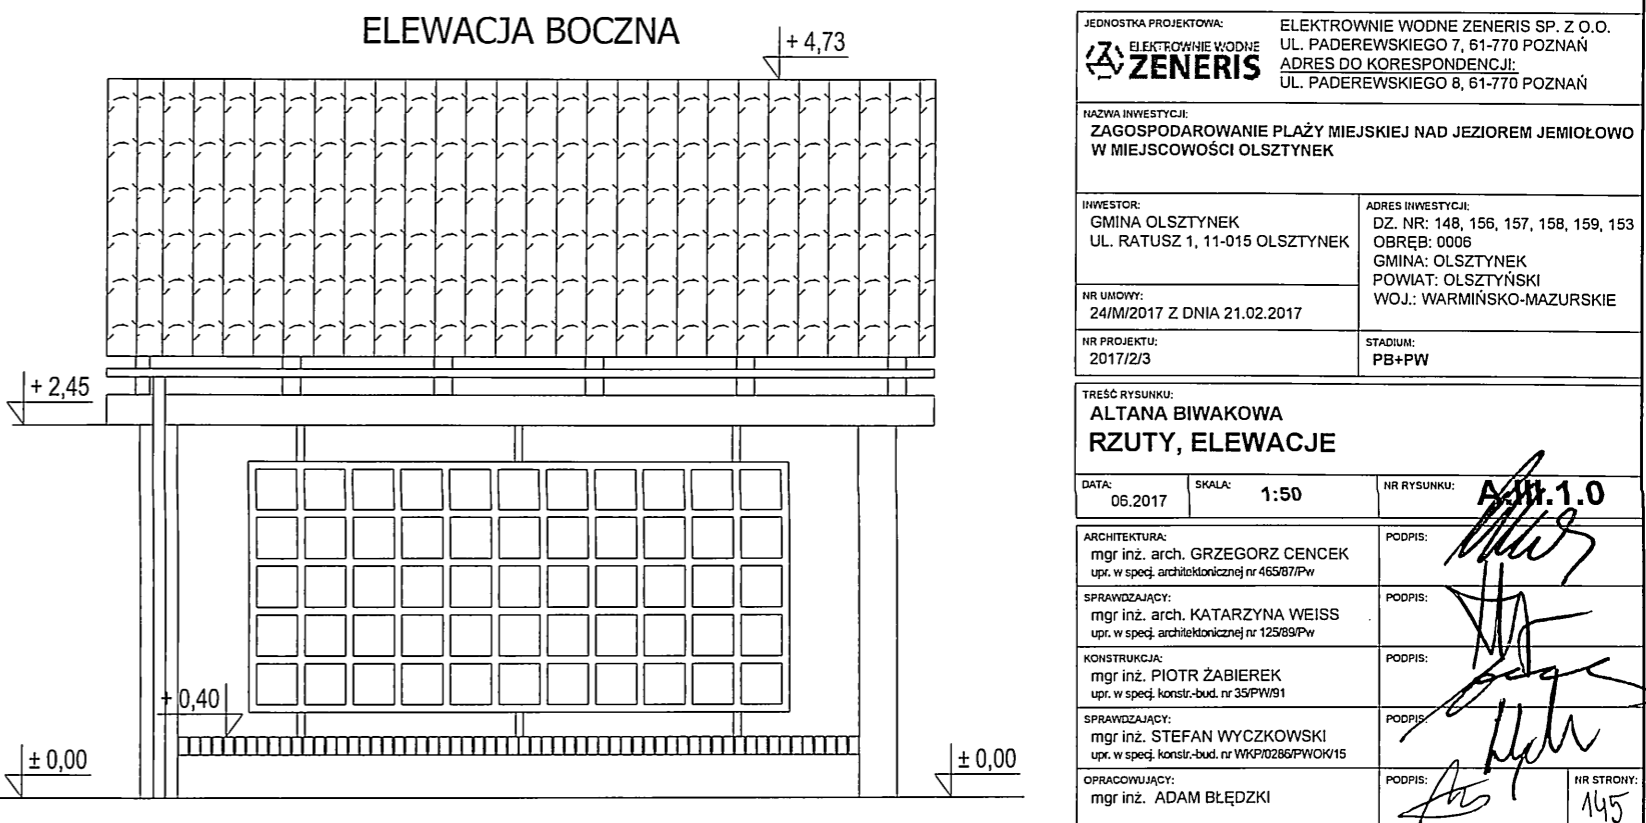 ELEWACJA BOCZNA
+ 4,73
+ 2,45
+ 0,40
± 0,00
± 0,00
JEDNOSTKA PROJEKTOWA:
ELEKTROWNIE WODNE
ZENERIS
ELEKTROWNIE WODNE ZENERIS SP. Z O.O.
UL. PADEREWSKIEGO 7, 61-770 POZNAŃ
ADRES DO KORESPONDENCJI:
UL. PADEREWSKIEGO 8, 61-770 POZNAŃ
NAZWA INWESTYCJI:
ZAGOSPODAROWANIE PLAŻY MIEJSKIEJ NAD JEZIOREM JEMIOŁOWO
W MIEJSCOWOŚCI OLSZTYNEK
INWESTOR:
GMINA OLSZTYNEK
UL. RATUSZ 1, 11-015 OLSZTYNEK
ADRES INWESTYCJI:
DZ. NR: 148, 156, 157, 158, 159, 153
OBRĘB: 0006
GMINA: OLSZTYNEK
POWIAT: OLSZTYŃSKI
WOJ.: WARMIŃSKO-MAZURSKIE
NR UMOWY:
24/M/2017 Z DNIA 21.02.2017
NR PROJEKTU:
2017/2/3
STADIUM:
PB+PW
TREŚĆ RYSUNKU:
ALTANA BIWAKOWA
RZUTY, ELEWACJE
DATA:
06.2017
SKALA:
1:50
NR RYSUNKU:
A.III.1.0
ARCHITEKTURA:
mgr inż. arch. GRZEGORZ CENCEK
upr. w specj. architektonicznej nr 465/87/Pw
PODPIS:
SPRAWDZAJĄCY:
mgr inż. arch. KATARZYNA WEISS
upr. w specj. architektonicznej nr 125/89/Pw
PODPIS:
KONSTRUKCJA:
mgr inż. PIOTR ŻABIEREK
upr. w specj. konstr.-bud. nr 35/PW/91
PODPIS:
SPRAWDZAJĄCY:
mgr inż. STEFAN WYCZKOWSKI
upr. w specj. konstr.-bud. nr WKP/0286/PWOK/15
PODPIS:
OPRACOWUJĄCY:
mgr inż. ADAM BŁĘDZKI
PODPIS:
NR STRONY:
145